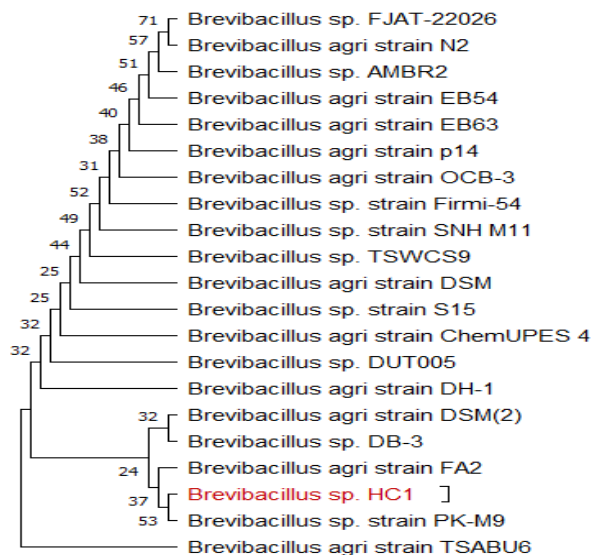 71 Brevibacillus sp. FJAT-22026
57 Brevibacillus agri strain N2
51 Brevibacillus sp. AMBR2
46 Brevibacillus agri strain EB54
40 Brevibacillus agri strain EB63
38 Brevibacillus agri strain p14
31 Brevibacillus agri strain OCB-3
52 Brevibacillus sp. strain Firmi-54
49 Brevibacillus sp. strain SNH M11
44 Brevibacillus sp. TSWCS9
25 Brevibacillus agri strain DSM
25 Brevibacillus sp. strain S15
32 Brevibacillus agri strain ChemUPES 4
32 Brevibacillus sp. DUT005
Brevibacillus agri strain DH-1
32 Brevibacillus agri strain DSM(2)
Brevibacillus sp. DB-3
24 Brevibacillus agri strain FA2
37 Brevibacillus sp. HC1
53 Brevibacillus sp. strain PK-M9
Brevibacillus agri strain TSABU6